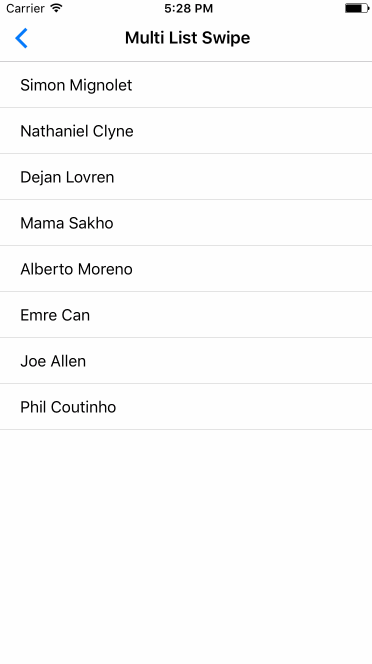 Carrier 5:28 PM
Multi List Swipe
Simon Mignolet
Nathaniel Clyne
Dejan Lovren
Mama Sakho
Alberto Moreno
Emre Can
Joe Allen
Phil Coutinho